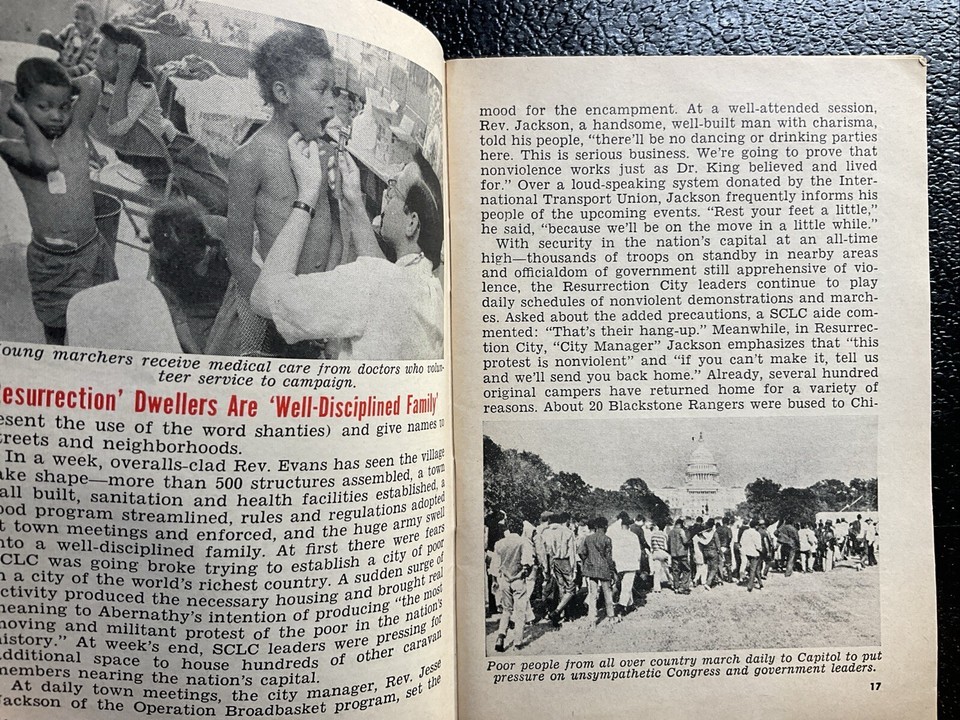 oung marchers receive medical care from doctors who volun-
teer service to campaign.
esurrection' Dwellers Are 'Well-Disciplined Family'
esent the use of the word shanties) and give names to
treets and neighborhoods.
In a week, overalls-clad Rev. Evans has seen the village
ake shape—more than 500 structures assembled, a town
all built, sanitation and health facilities established, a
ood program streamlined, rules and regulations adopted
t town meetings and enforced, and the huge army swell
nto a well-disciplined family. At first there were fears
CLC was going broke trying to establish a city of poor
n a city of the world's richest country. A sudden surge of
ctivity produced the necessary housing and brought real
meaning to Abernathy's intention of producing "the most
moving and militant protest of the poor in the nation's
istory." At week's end, SCLC leaders were pressing for
dditional space to house hundreds of other caravan
members nearing the nation's capital.
At daily town meetings, the city manager, Rev. Jesse
Jackson of the Operation Broadbasket program, set the
mood for the encampment. At a well-attended session,
Rev. Jackson, a handsome, well-built man with charisma,
told his people, "there'll be no dancing or drinking parties
here. This is serious business. We're going to prove that
nonviolence works just as Dr. King believed and lived
for." Over a loud-speaking system donated by the Inter-
national Transport Union, Jackson frequently informs his
people of the upcoming events. "Rest your feet a little,"
he said, "because we'll be on the move in a little while."
With security in the nation's capital at an all-time
high—thousands of troops on standby in nearby areas
and officialdom of government still apprehensive of vio-
lence, the Resurrection City leaders continue to play
daily schedules of nonviolent demonstrations and march-
es. Asked about the added precautions, a SCLC aide com-
mented: "That's their hang-up." Meanwhile, in Resurrec-
tion City, "City Manager" Jackson emphasizes that "this
protest is nonviolent" and "if you can't make it, tell us
and we'll send you back home." Already, several hundred
original campers have returned home for a variety of
reasons. About 20 Blackstone Rangers were bused to Chi-
Poor people from all over country march daily to Capitol to put
pressure on unsympathetic Congress and government leaders.
17